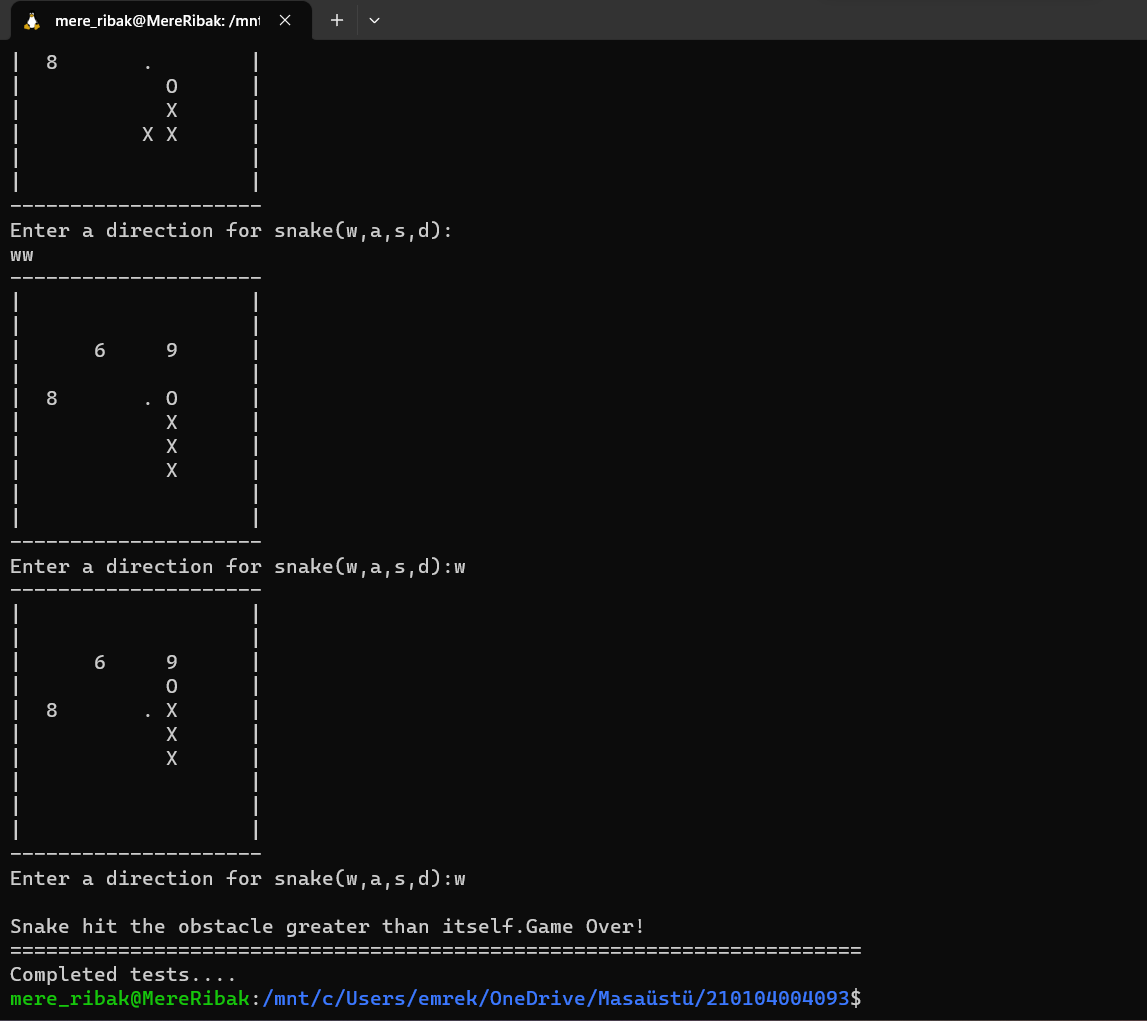 mere_ribak@MereRibak: /mnt
|  8       .        |
|            O      |
|            X      |
|          X X      |
|                   |
|                   |
---------------------
Enter a direction for snake(w,a,s,d):
ww
---------------------
|                   |
|                   |
|      6     9      |
|                   |
|  8       . O      |
|            X      |
|            X      |
|            X      |
|                   |
|                   |
---------------------
Enter a direction for snake(w,a,s,d):w
---------------------
|                   |
|                   |
|      6     9      |
|            O      |
|  8       . X      |
|            X      |
|            X      |
|                   |
|                   |
|                   |
---------------------
Enter a direction for snake(w,a,s,d):w
Snake hit the obstacle greater than itself.Game Over!
=======================================================================
Completed tests....
mere_ribak@MereRibak:/mnt/c/Users/emrek/OneDrive/Masaüstü/210104004093$